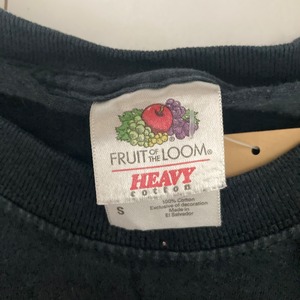 FRUIT OF THE LOOM®
HEAVY
cotton
S
100% Cotton
Exclusive of decoration
Made in
El Salvador